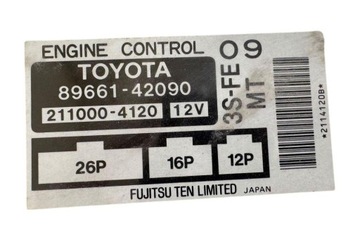 ENGINE CONTROL
TOYOTA
89661-42090
211000-4120 12V
3S-FE 09
MT
*2114120B*
26P 16P 12P
FUJITSU TEN LIMITED JAPAN